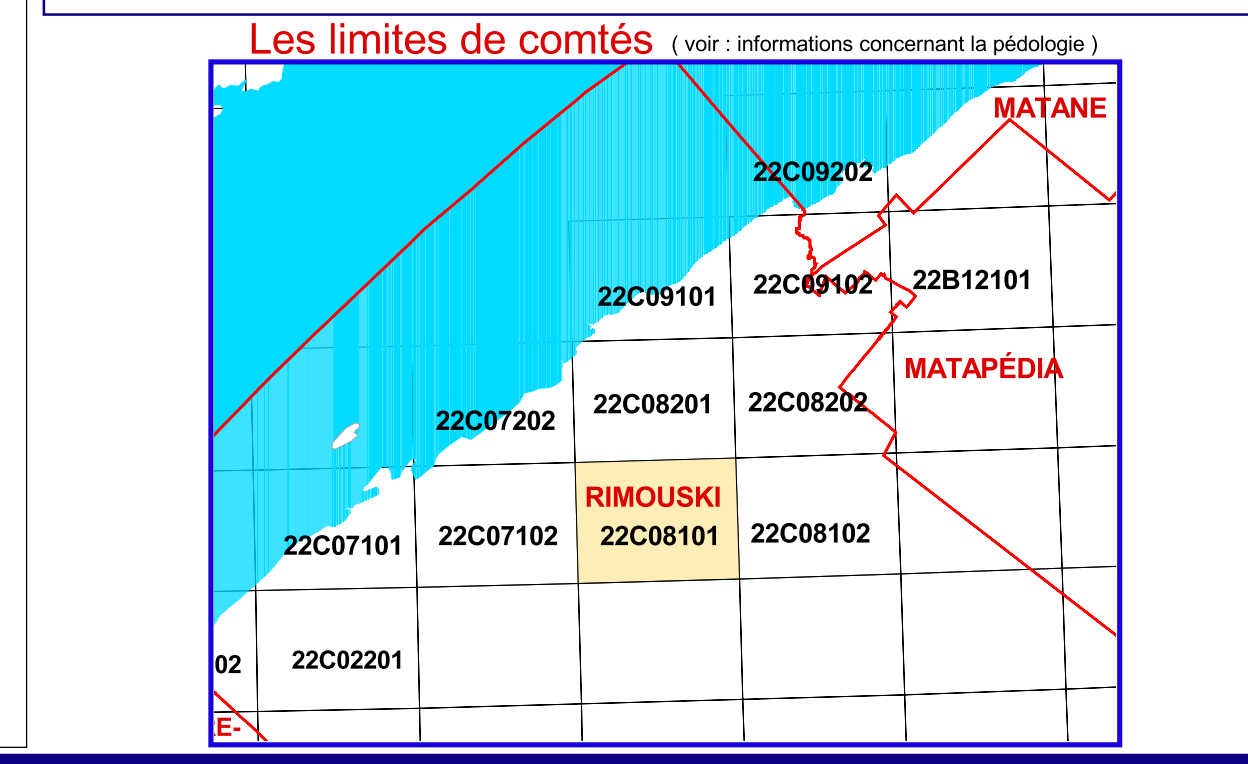 Les limites de comtés ( voir : informations concernant la pédologie )
MATANE
22C09202
22C09101 22C09102 22B12101
MATAPÉDIA
22C07202 22C08201 22C08202
RIMOUSKI
22C07101 22C07102 22C08101 22C08102
02 22C02201
E-